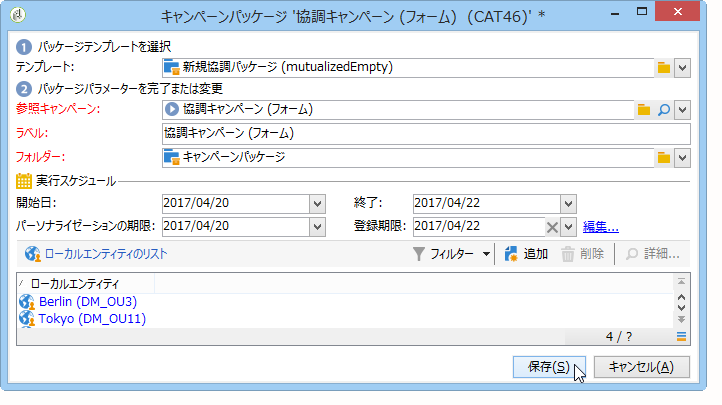 キャンペーンパッケージ '協調キャンペーン (フォーム) (CAT46)' *
1 パッケージテンプレートを選択
テンプレート: 新規協調パッケージ (mutualizedEmpty)
2 パッケージパラメーターを完了または変更
参照キャンペーン: 協調キャンペーン (フォーム)
ラベル: 協調キャンペーン (フォーム)
フォルダー: キャンペーンパッケージ
実行スケジュール
開始日: 2017/04/20 終了: 2017/04/22
パーソナライゼーションの期限: 2017/04/20 登録期限: 2017/04/22 編集...
ローカルエンティティのリスト フィルター 追加 削除 詳細...
ローカルエンティティ
Berlin (DM_OU3)
Tokyo (DM_OU11)
4 / ?
保存(S) キャンセル(A)